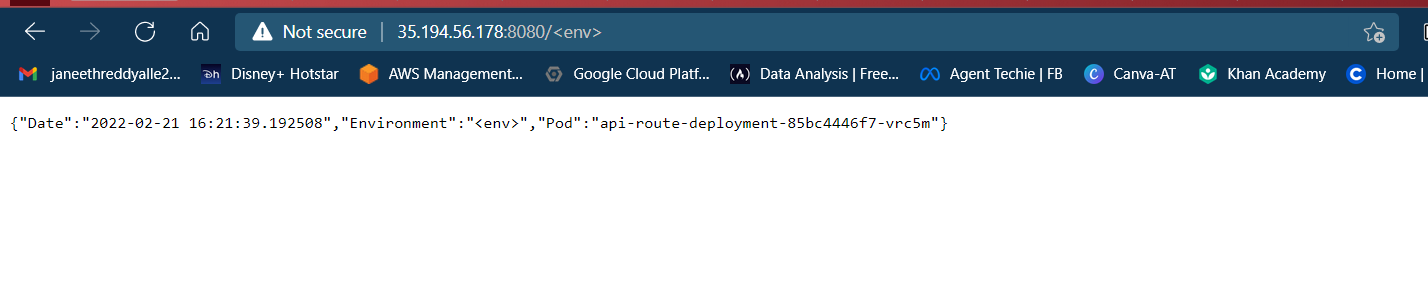 Not secure | 35.194.56.178:8080/<env>
janeethreddyalle2... Disney+ Hotstar AWS Management... Google Cloud Platf... Data Analysis | Free... Agent Techie | FB Canva-AT Khan Academy Home |
{"Date":"2022-02-21 16:21:39.192508","Environment":"<env>","Pod":"api-route-deployment-85bc4446f7-vrc5m"}